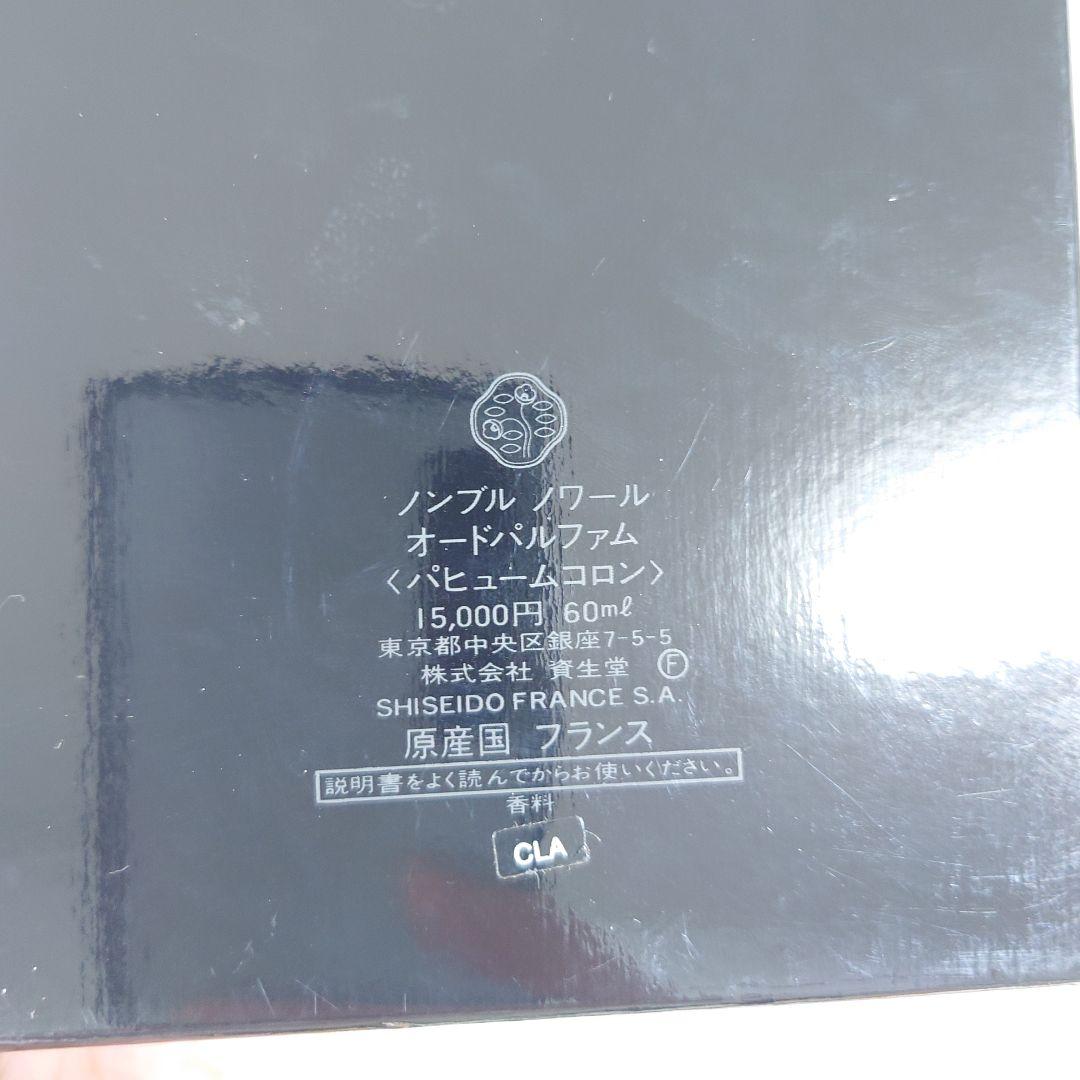 ノンブル ノワール
オードパルファム
〈パヒュームコロン〉
15,000円 60ml
東京都中央区銀座7-5-5
株式会社 資生堂 Ⓕ
SHISEIDO FRANCE S.A.
原産国 フランス
説明書をよく読んでからお使いください。
香料
CLA